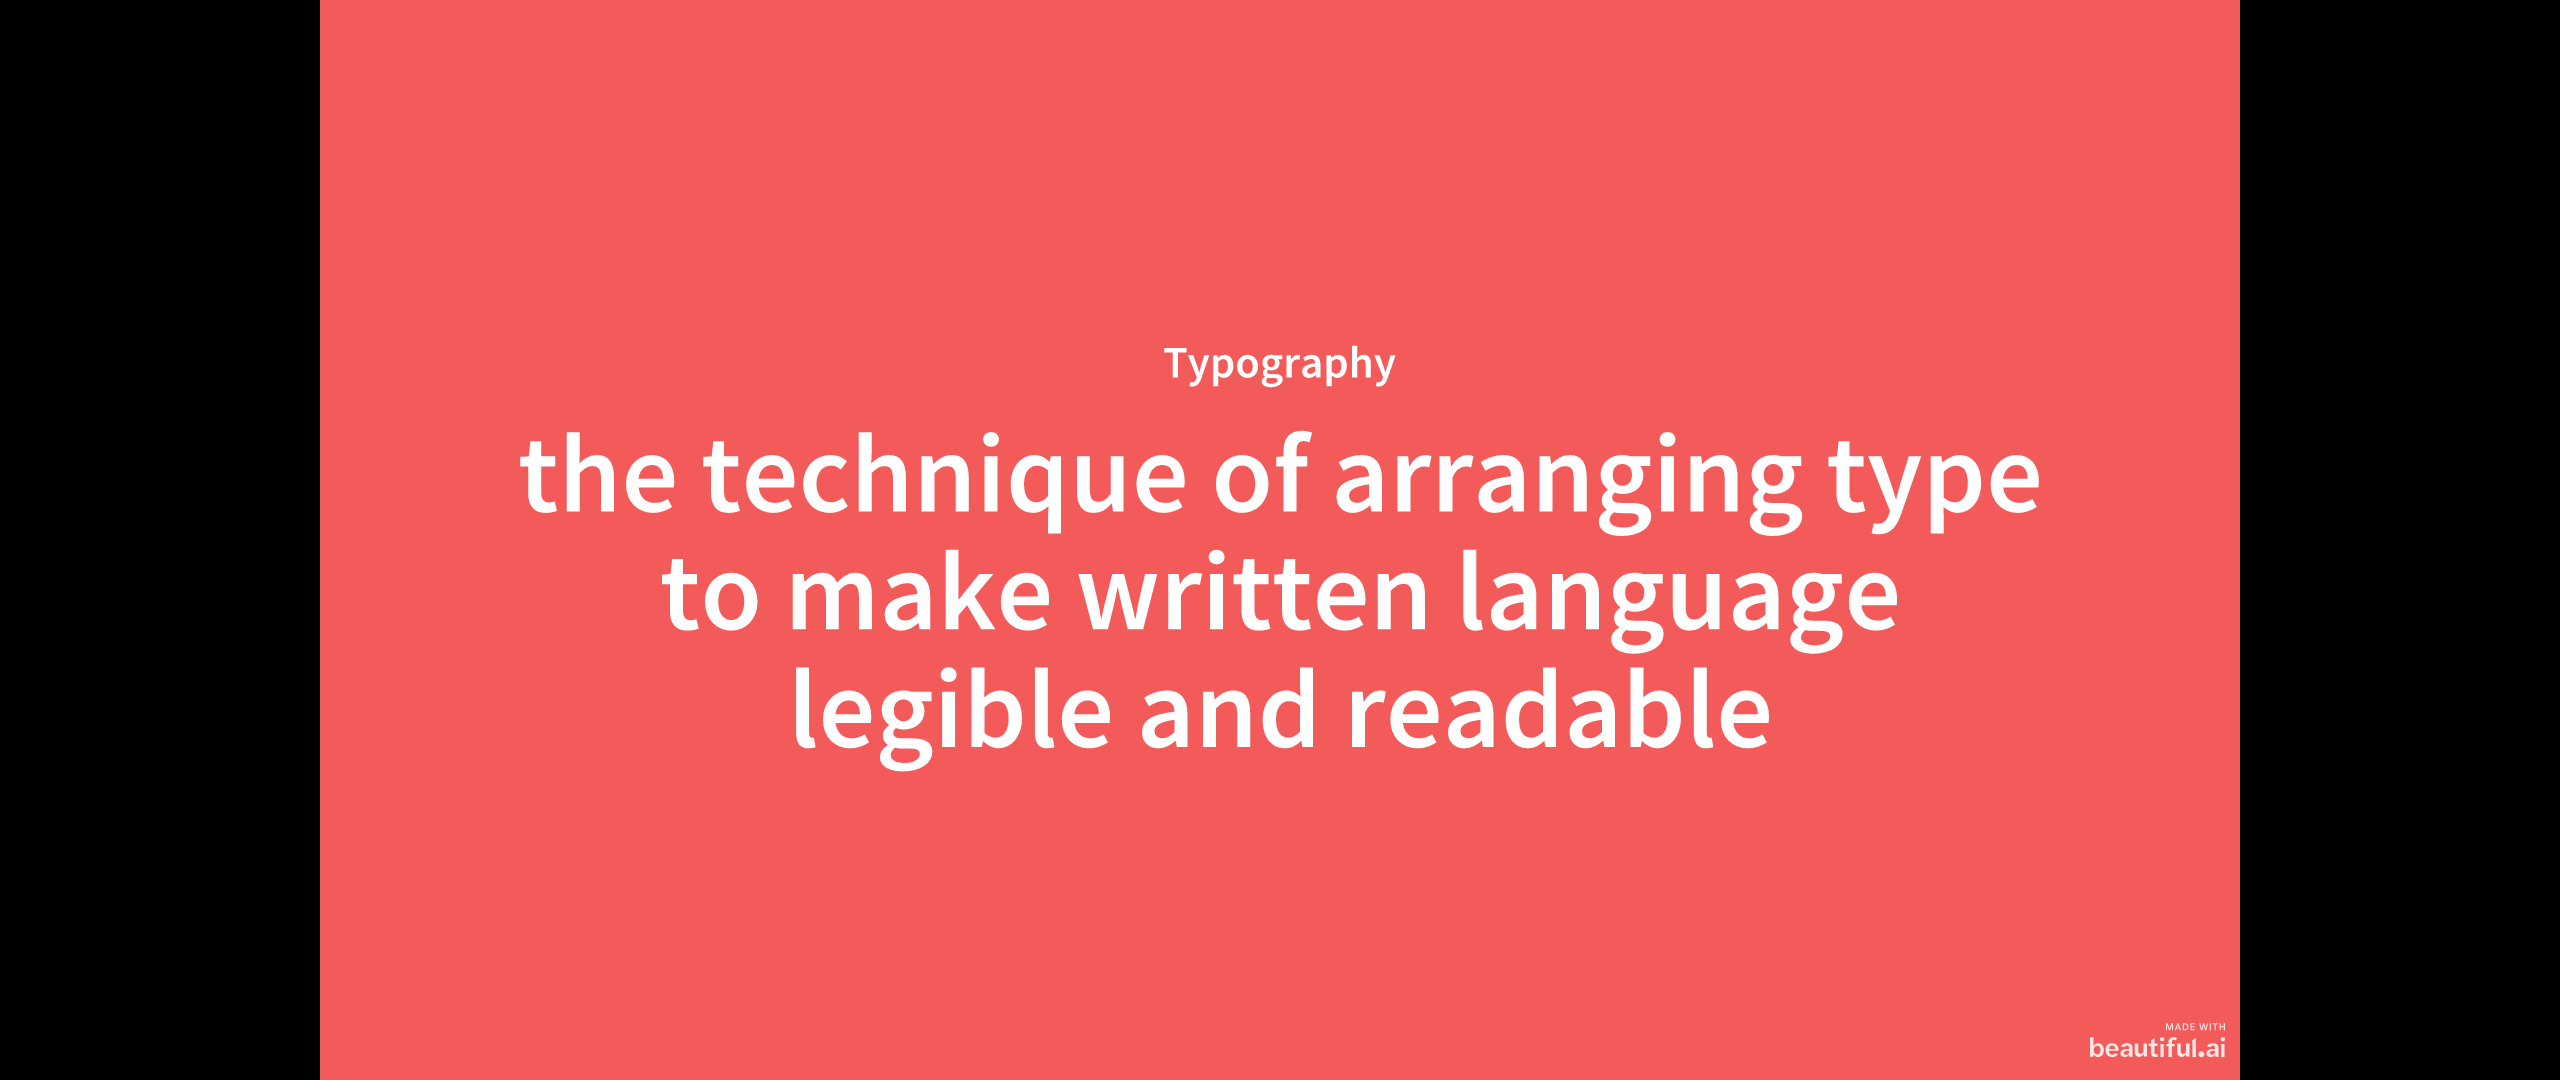 Typography
the technique of arranging type
to make written language
legible and readable
MADE WITH
beautiful.ai